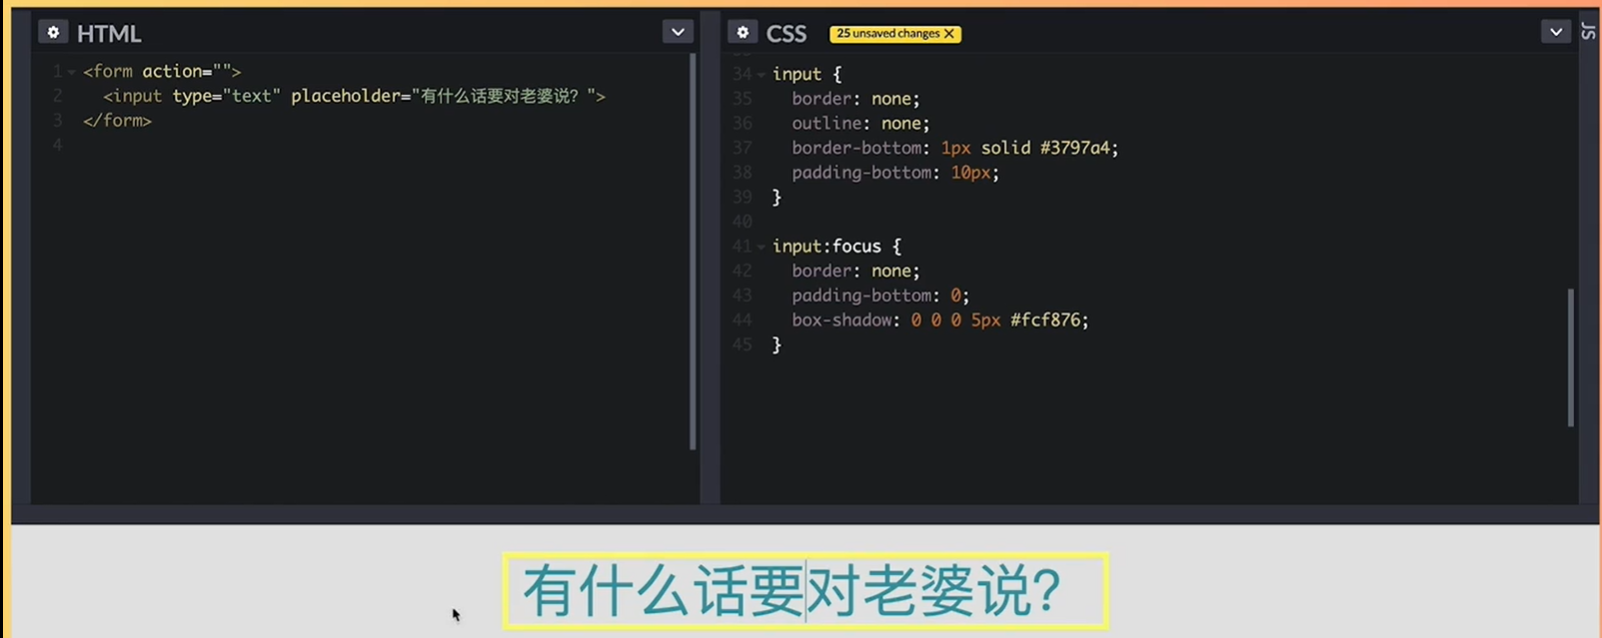 HTML
1 <form action="">
2 <input type="text" placeholder="有什么话要对老婆说？">
3 </form>
4
CSS 25 unsaved changes X
34 input {
35 border: none;
36 outline: none;
37 border-bottom: 1px solid #3797a4;
38 padding-bottom: 10px;
39 }
40
41 input:focus {
42 border: none;
43 padding-bottom: 0;
44 box-shadow: 0 0 0 5px #fcf876;
45 }
JS
有什么话要对老婆说？